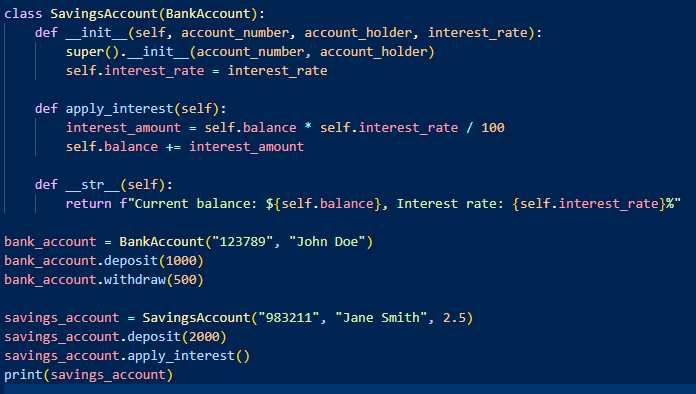 class SavingsAccount(BankAccount):
    def __init__(self, account_number, account_holder, interest_rate):
        super().__init__(account_number, account_holder)
        self.interest_rate = interest_rate

    def apply_interest(self):
        interest_amount = self.balance * self.interest_rate / 100
        self.balance += interest_amount

    def __str__(self):
        return f"Current balance: ${self.balance}, Interest rate: {self.interest_rate}%"

bank_account = BankAccount("123789", "John Doe")
bank_account.deposit(1000)
bank_account.withdraw(500)

savings_account = SavingsAccount("983211", "Jane Smith", 2.5)
savings_account.deposit(2000)
savings_account.apply_interest()
print(savings_account)